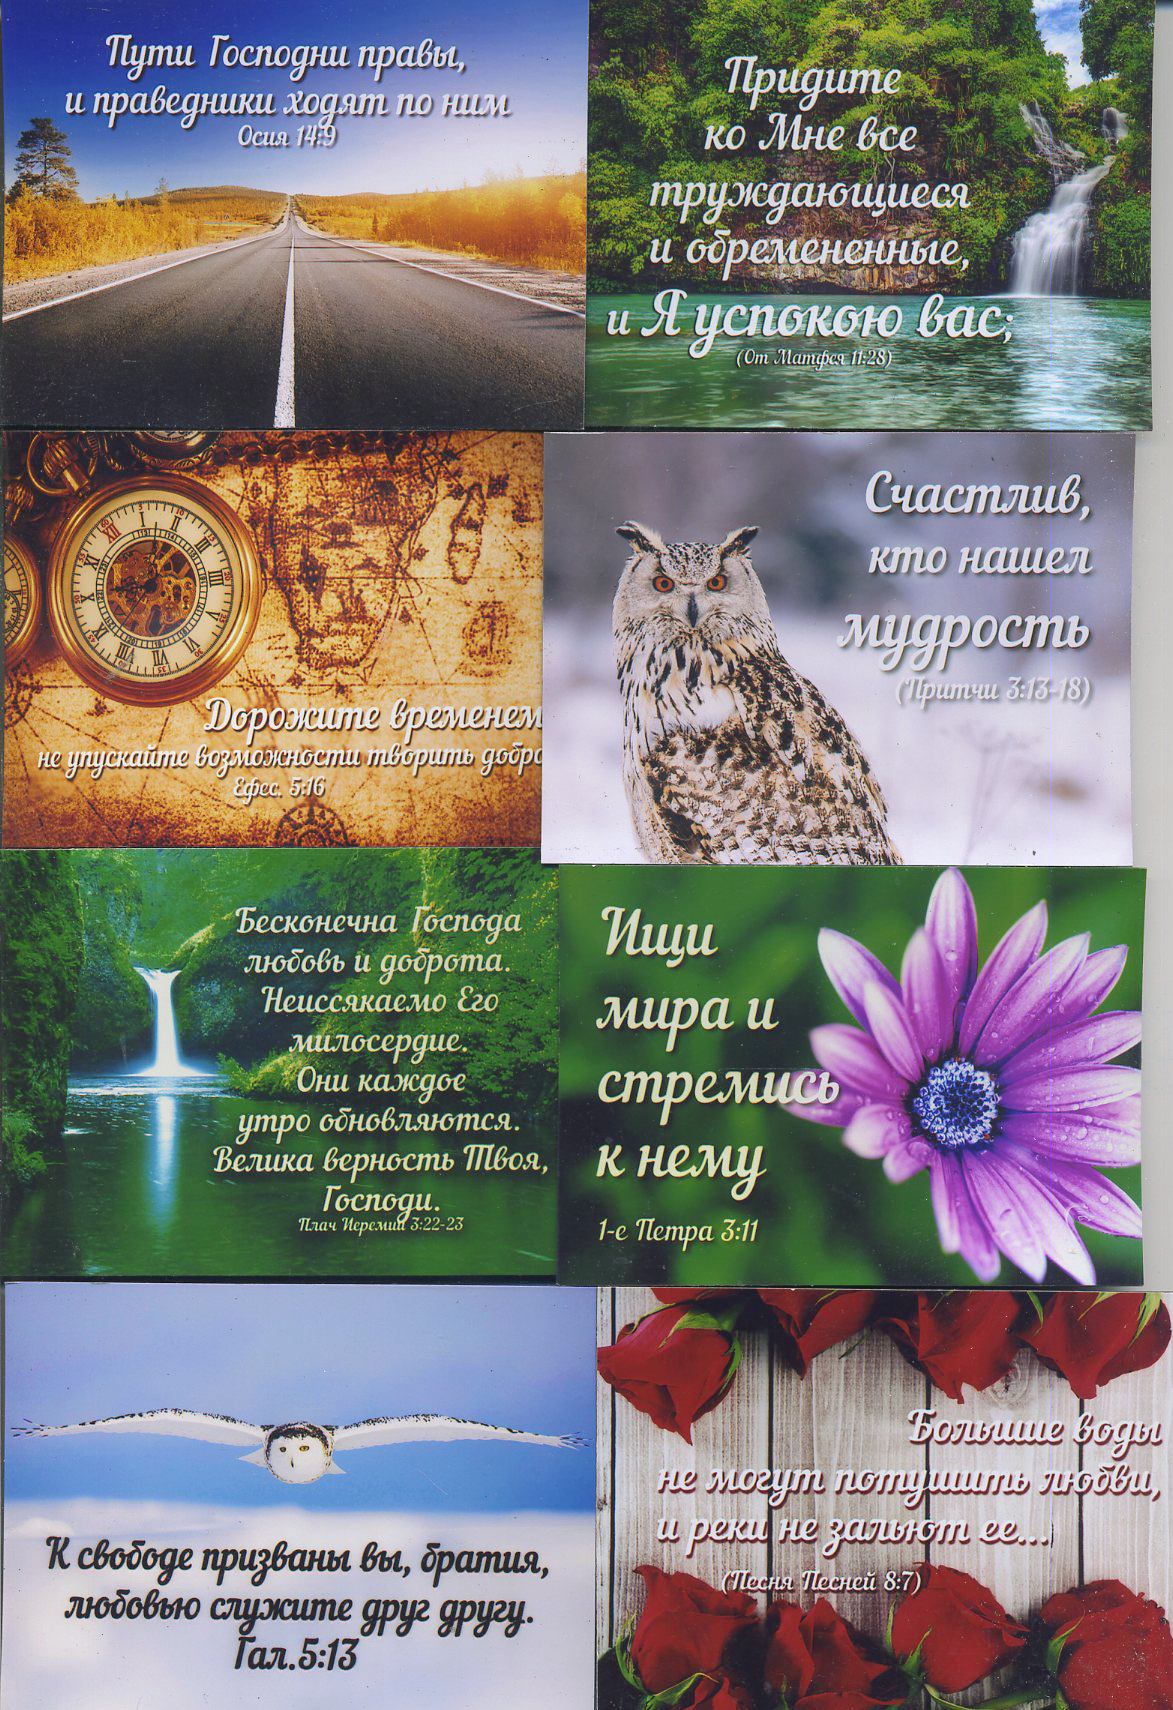 Пути Господни правы,
и праведники ходят по ним
Осия 14:9
Придите
ко Мне все
труждающиеся
и обремененные,
и Я успокою вас;
(От Матфея 11:28)
Дорожите временем
не упускайте возможности творить добро
Ефес. 5:16
Счастлив,
кто нашел
мудрость
(Притчи 3:13-18)
Бесконечна Господа
любовь и доброта.
Неиссякаемо Его
милосердие.
Они каждое
утро обновляются.
Велика верность Твоя,
Господи.
Плач Иеремии 3:22-23
Ищи
мира и
стремись
к нему
1-е Петра 3:11
К свободе призваны вы, братия,
любовью служите друг другу.
Гал.5:13
Большие воды
не могут потушить любви,
и реки не зальют ее...
(Песня Песней 8:7)